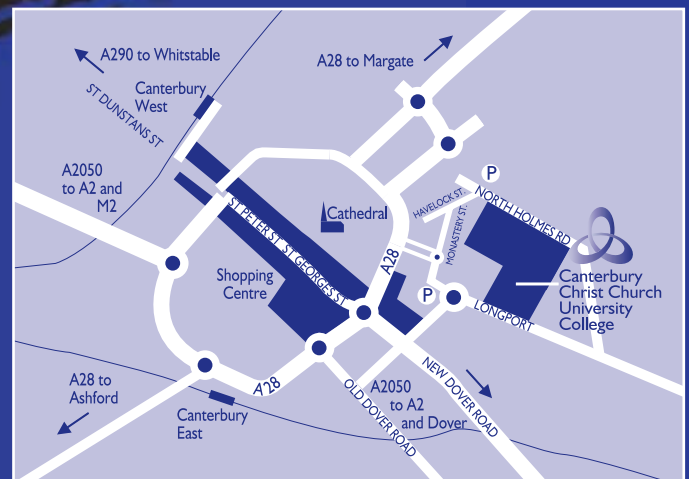 A290 to Whitstable
A28 to Margate
Canterbury
West
ST DUNSTANS ST
A2050
to A2 and
M2
P
HAVELOCK ST.
NORTH HOLMES RD
MONASTERY ST.
Cathedral
ST PETER ST ST GEORGES ST
A28
Shopping
Centre
Canterbury
Christ Church
University
College
P
LONGPORT
A28 to
Ashford
A28
A2050
to A2
and Dover
NEW DOVER ROAD
OLD DOVER ROAD
Canterbury
East